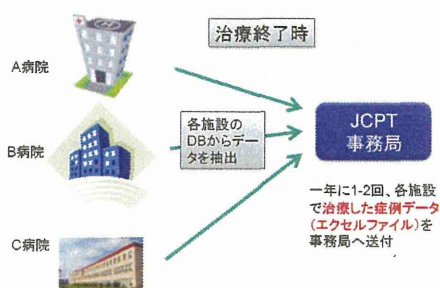 治療終了時
A病院
B病院
C病院
各施設の
DBからデー
タを抽出
JCPT
事務局
一年に1-2回、各施設
で治療した症例データ
(エクセルファイル)を
事務局へ送付